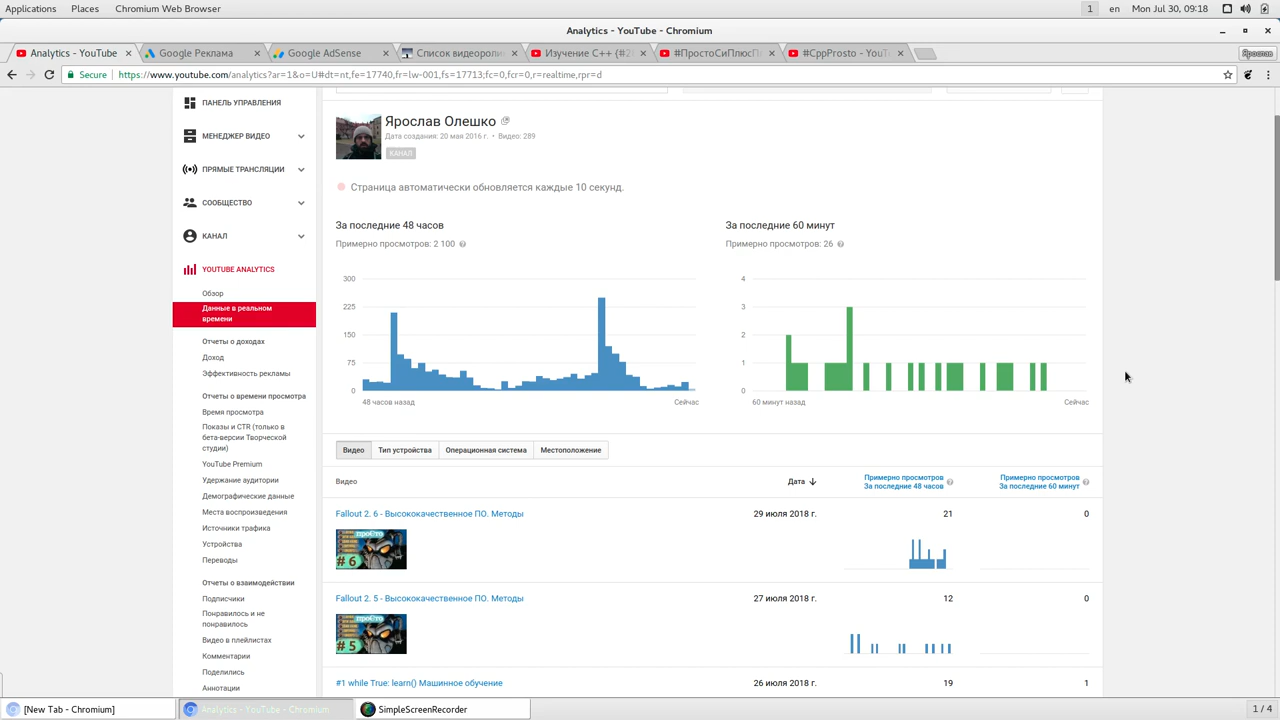 Applications Places Chromium Web Browser 1 en Mon Jul 30, 09:18
Analytics - YouTube - Chromium
Analytics - YouTube Google Реклама Google AdSense Список видеороли Изучение C++ {#2 #ПростоСиПлюсП #CppProsto - YouT
Secure https://www.youtube.com/analytics?ar=1&o=U#dt=nt,fe=17740,fr=lw-001,fs=17713;fc=0,fcr=0,r=realtime,rpr=d
ПАНЕЛЬ УПРАВЛЕНИЯ
МЕНЕДЖЕР ВИДЕО
ПРЯМЫЕ ТРАНСЛЯЦИИ
СООБЩЕСТВО
КАНАЛ
YOUTUBE ANALYTICS
Обзор
Данные в реальном
времени
Отчеты о доходах
Доход
Эффективность рекламы
Отчеты о времени просмотра
Время просмотра
Показы и CTR (только в
бета-версии Творческой
студии)
YouTube Premium
Удержание аудитории
Демографические данные
Места воспроизведения
Источники трафика
Устройства
Переводы
Отчеты о взаимодействии
Подписчики
Понравилось и не
понравилось
Видео в плейлистах
Комментарии
Поделились
Аннотации
Ярослав Олешко
Дата создания: 20 мая 2016 г. • Видео: 289
КАНАЛ
Страница автоматически обновляется каждые 10 секунд.
За последние 48 часов
Примерно просмотров: 2 100
300
225
150
75
0
48 часов назад Сейчас
За последние 60 минут
Примерно просмотров: 26
4
3
2
1
0
60 минут назад Сейчас
Видео Тип устройства Операционная система Местоположение
Видео Дата Примерно просмотров За последние 48 часов Примерно просмотров За последние 60 минут
Fallout 2. 6 - Высококачественное ПО. Методы 29 июля 2018 г. 21 0
про100
# 6
Fallout 2. 5 - Высококачественное ПО. Методы 27 июля 2018 г. 12 0
# 5
#1 while True: learn() Машинное обучение 26 июля 2018 г. 19 1
[New Tab - Chromium] Analytics - YouTube - Chromium SimpleScreenRecorder 1 / 4